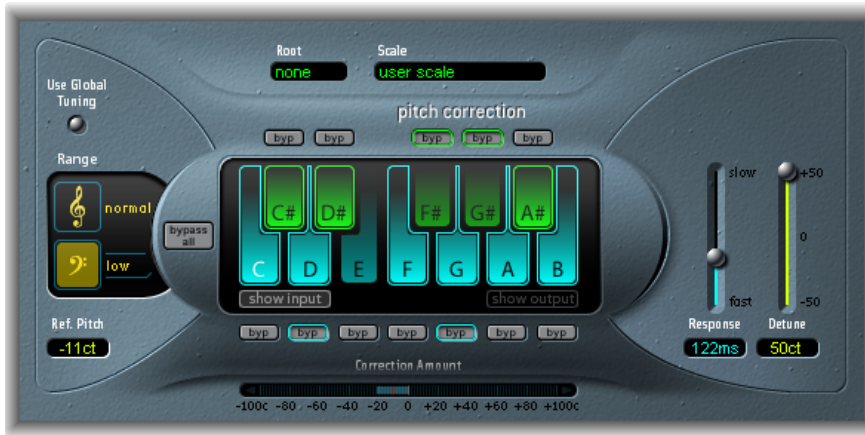 Root
Scale
none
user scale
Use Global
Tuning
pitch correction
byp byp byp byp byp
Range
normal
low
bypass
all
C# D# F# G# A#
C D E F G A B
show input
show output
byp byp byp byp byp byp byp
slow
fast
+50
0
-50
Ref. Pitch
-11ct
Response
122ms
Detune
50ct
Correction Amount
-100c -80 -60 -40 -20 0 +20 +40 +60 +80 +100c